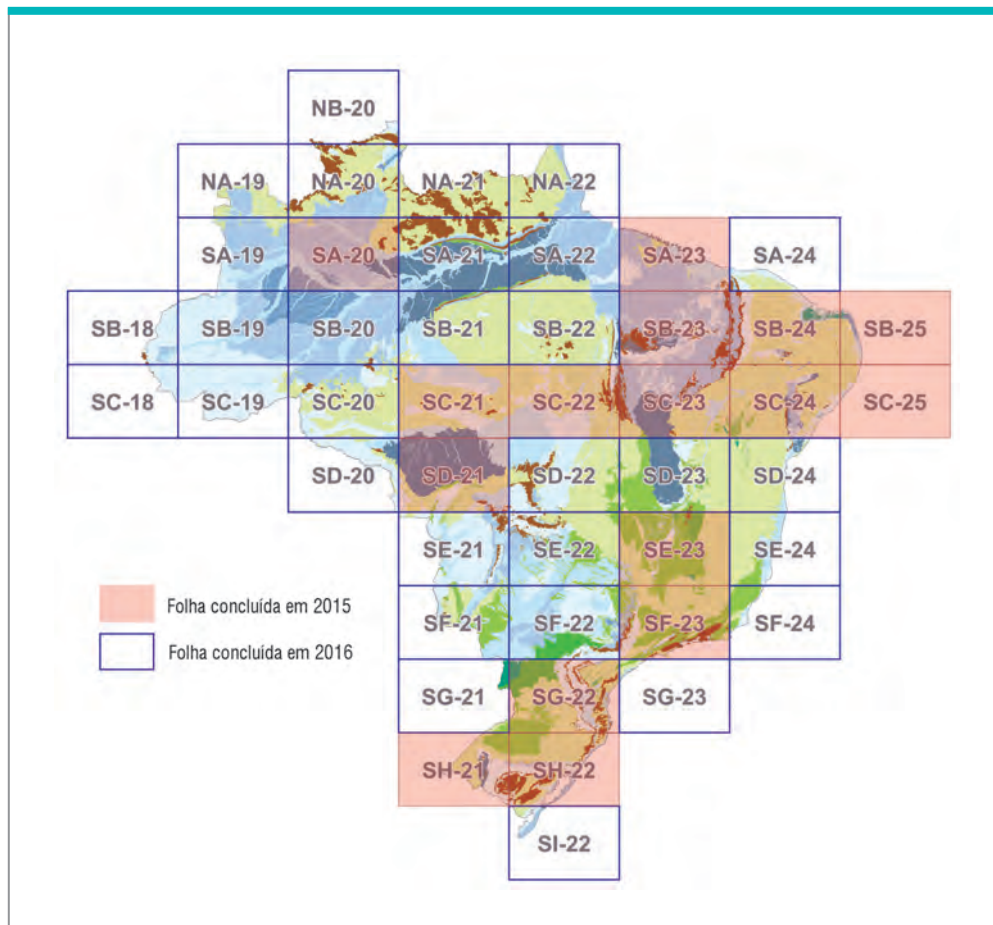 NB-20
NA-19 NA-20 NA-21 NA-22
SA-19 SA-20 SA-21 SA-22 SA-23 SA-24
SB-18 SB-19 SB-20 SB-21 SB-22 SB-23 SB-24 SB-25
SC-18 SC-19 SC-20 SC-21 SC-22 SC-23 SC-24 SC-25
SD-20 SD-21 SD-22 SD-23 SD-24
SE-21 SE-22 SE-23 SE-24
Folha concluída em 2015
SF-21 SF-22 SF-23 SF-24
Folha concluída em 2016
SG-21 SG-22 SG-23
SH-21 SH-22
SI-22